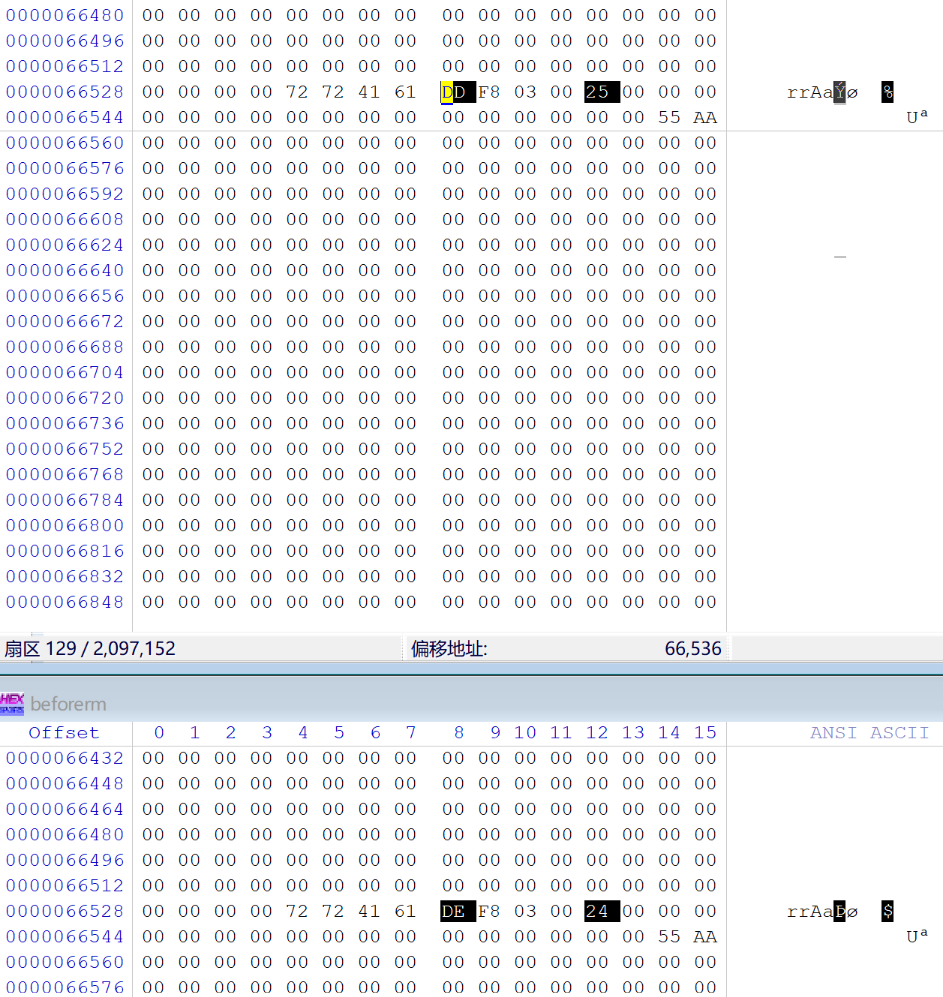 0000066480 00 00 00 00 00 00 00 00 00 00 00 00 00 00 00 00
0000066496 00 00 00 00 00 00 00 00 00 00 00 00 00 00 00 00
0000066512 00 00 00 00 00 00 00 00 00 00 00 00 00 00 00 00
0000066528 00 00 00 00 72 72 41 61 DD F8 03 00 25 00 00 00 rrAaÝø %
0000066544 00 00 00 00 00 00 00 00 00 00 00 00 00 00 55 AA Uª
0000066560 00 00 00 00 00 00 00 00 00 00 00 00 00 00 00 00
0000066576 00 00 00 00 00 00 00 00 00 00 00 00 00 00 00 00
0000066592 00 00 00 00 00 00 00 00 00 00 00 00 00 00 00 00
0000066608 00 00 00 00 00 00 00 00 00 00 00 00 00 00 00 00
0000066624 00 00 00 00 00 00 00 00 00 00 00 00 00 00 00 00
0000066640 00 00 00 00 00 00 00 00 00 00 00 00 00 00 00 00
0000066656 00 00 00 00 00 00 00 00 00 00 00 00 00 00 00 00
0000066672 00 00 00 00 00 00 00 00 00 00 00 00 00 00 00 00
0000066688 00 00 00 00 00 00 00 00 00 00 00 00 00 00 00 00
0000066704 00 00 00 00 00 00 00 00 00 00 00 00 00 00 00 00
0000066720 00 00 00 00 00 00 00 00 00 00 00 00 00 00 00 00
0000066736 00 00 00 00 00 00 00 00 00 00 00 00 00 00 00 00
0000066752 00 00 00 00 00 00 00 00 00 00 00 00 00 00 00 00
0000066768 00 00 00 00 00 00 00 00 00 00 00 00 00 00 00 00
0000066784 00 00 00 00 00 00 00 00 00 00 00 00 00 00 00 00
0000066800 00 00 00 00 00 00 00 00 00 00 00 00 00 00 00 00
0000066816 00 00 00 00 00 00 00 00 00 00 00 00 00 00 00 00
0000066832 00 00 00 00 00 00 00 00 00 00 00 00 00 00 00 00
0000066848 00 00 00 00 00 00 00 00 00 00 00 00 00 00 00 00
扇区 129 / 2,097,152 偏移地址: 66,536
HEX beforerm
Offset 0 1 2 3 4 5 6 7 8 9 10 11 12 13 14 15 ANSI ASCII
0000066432 00 00 00 00 00 00 00 00 00 00 00 00 00 00 00 00
0000066448 00 00 00 00 00 00 00 00 00 00 00 00 00 00 00 00
0000066464 00 00 00 00 00 00 00 00 00 00 00 00 00 00 00 00
0000066480 00 00 00 00 00 00 00 00 00 00 00 00 00 00 00 00
0000066496 00 00 00 00 00 00 00 00 00 00 00 00 00 00 00 00
0000066512 00 00 00 00 00 00 00 00 00 00 00 00 00 00 00 00
0000066528 00 00 00 00 72 72 41 61 DE F8 03 00 24 00 00 00 rrAaÞø $
0000066544 00 00 00 00 00 00 00 00 00 00 00 00 00 00 55 AA Uª
0000066560 00 00 00 00 00 00 00 00 00 00 00 00 00 00 00 00
0000066576 00 00 00 00 00 00 00 00 00 00 00 00 00 00 00 00